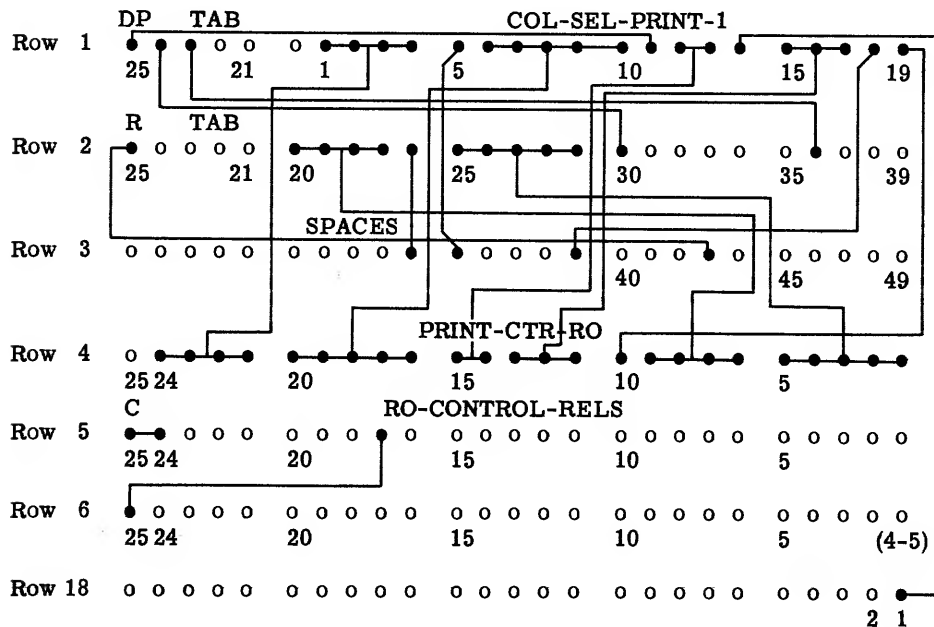 DP TAB COL-SEL-PRINT-1
Row 1
25 21 1 5 10 15 19
R TAB
Row 2
25 21 20 25 30 35 39
SPACES
Row 3
40 45 49
PRINT-CTR-RO
Row 4
25 24 20 15 10 5
C RO-CONTROL-RELS
Row 5
25 24 20 15 10 5
Row 6
25 24 20 15 10 5 (4-5)
Row 18
2 1